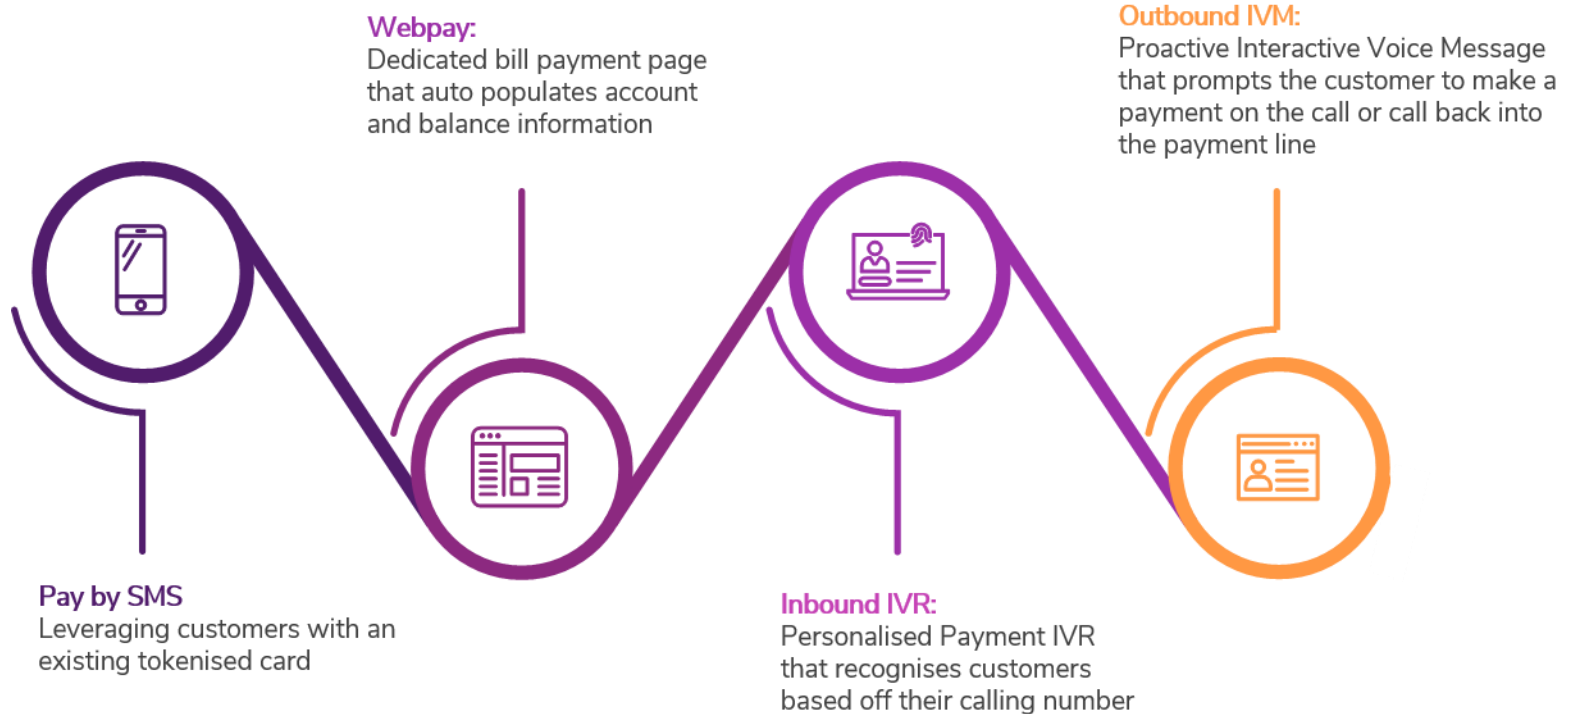 Webpay:
Dedicated bill payment page
that auto populates account
and balance information
Outbound IVM:
Proactive Interactive Voice Message
that prompts the customer to make a
payment on the call or call back into
the payment line
Pay by SMS
Leveraging customers with an
existing tokenised card
Inbound IVR:
Personalised Payment IVR
that recognises customers
based off their calling number